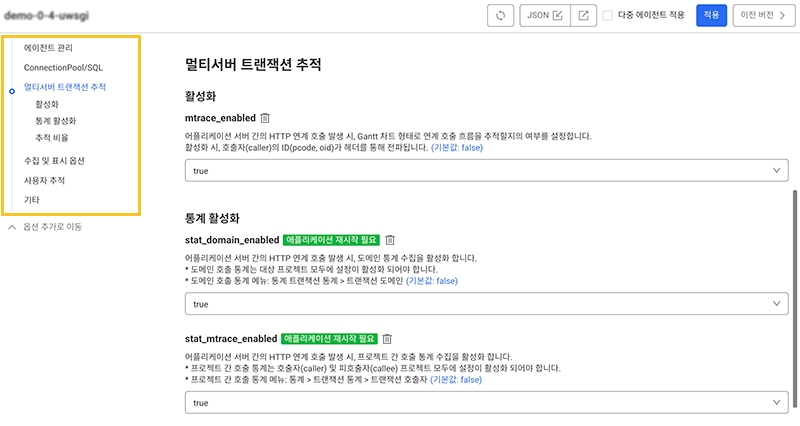 demo-0-4-uwsgi
JSON
다중 에이전트 적용
적용
이전 버전
에이전트 관리
ConnectionPool/SQL
멀티서버 트랜잭션 추적
활성화
통계 활성화
추적 비율
수집 및 표시 옵션
사용자 추적
기타
옵션 추가로 이동
멀티서버 트랜잭션 추적
활성화
mtrace_enabled
어플리케이션 서버 간의 HTTP 연계 호출 발생 시, Gantt 차트 형태로 연계 호출 흐름을 추적할지의 여부를 설정합니다.
활성화 시, 호출자(caller)의 ID(pcode, oid)가 헤더를 통해 전파됩니다. (기본값: false)
true
통계 활성화
stat_domain_enabled 애플리케이션 재시작 필요
어플리케이션 서버 간의 HTTP 연계 호출 발생 시, 도메인 통계 수집을 활성화 합니다.
* 도메인 호출 통계는 대상 프로젝트 모두에 설정이 활성화 되어야 합니다.
* 도메인 호출 통계 메뉴: 통계 트랜잭션 통계 > 트랜잭션 도메인 (기본값: false)
true
stat_mtrace_enabled 애플리케이션 재시작 필요
어플리케이션 서버 간의 HTTP 연계 호출 발생 시, 프로젝트 간 호출 통계 수집을 활성화 합니다.
* 프로젝트 간 호출 통계는 호출자(caller) 및 피호출자(callee) 프로젝트 모두에 설정이 활성화 되어야 합니다.
* 프로젝트 간 호출 통계 메뉴: 통계 > 트랜잭션 통계 > 트랜잭션 호출자 (기본값: false)
true